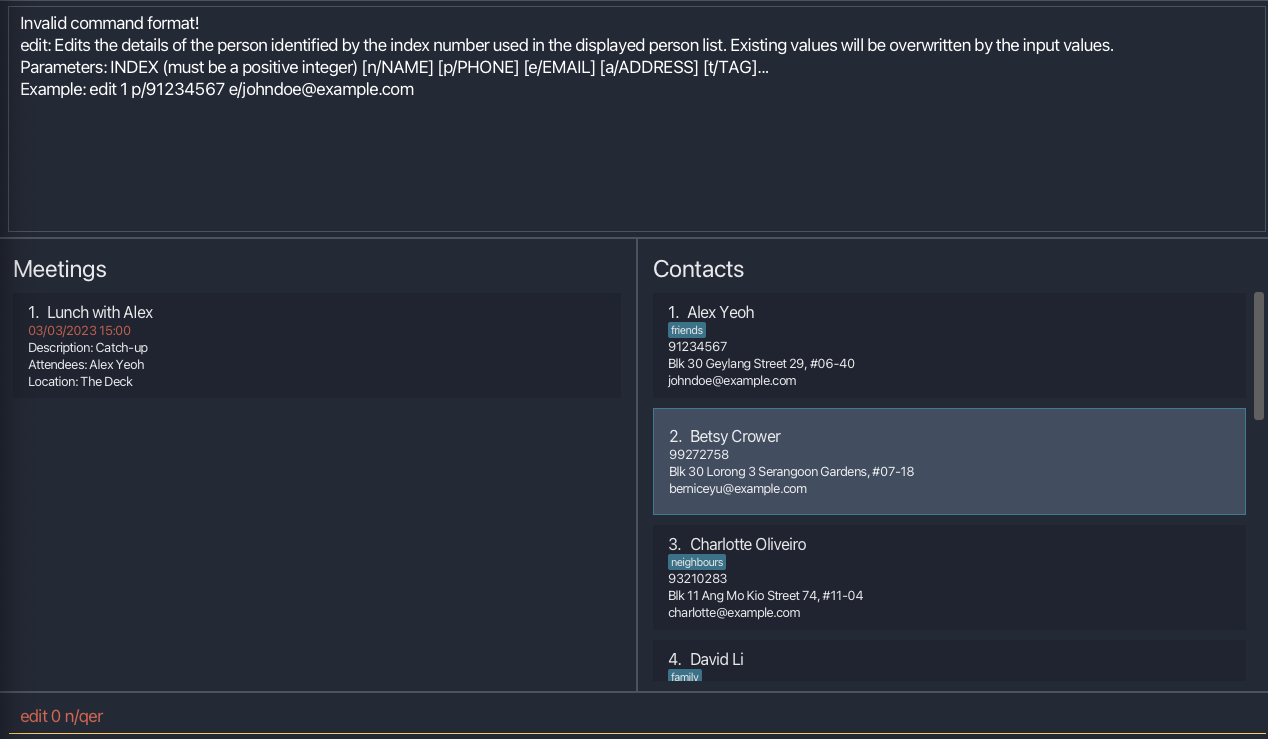 Invalid command format!
edit: Edits the details of the person identified by the index number used in the displayed person list. Existing values will be overwritten by the input values.
Parameters: INDEX (must be a positive integer) [n/NAME] [p/PHONE] [e/EMAIL] [a/ADDRESS] [t/TAG]...
Example: edit 1 p/91234567 e/johndoe@example.com
Meetings
1. Lunch with Alex
03/03/2023 15:00
Description: Catch-up
Attendees: Alex Yeoh
Location: The Deck
Contacts
1. Alex Yeoh
friends
91234567
Blk 30 Geylang Street 29, #06-40
johndoe@example.com
2. Betsy Crower
99272758
Blk 30 Lorong 3 Serangoon Gardens, #07-18
berniceyu@example.com
3. Charlotte Oliveiro
neighbours
93210283
Blk 11 Ang Mo Kio Street 74, #11-04
charlotte@example.com
4. David Li
family
edit 0 n/qer